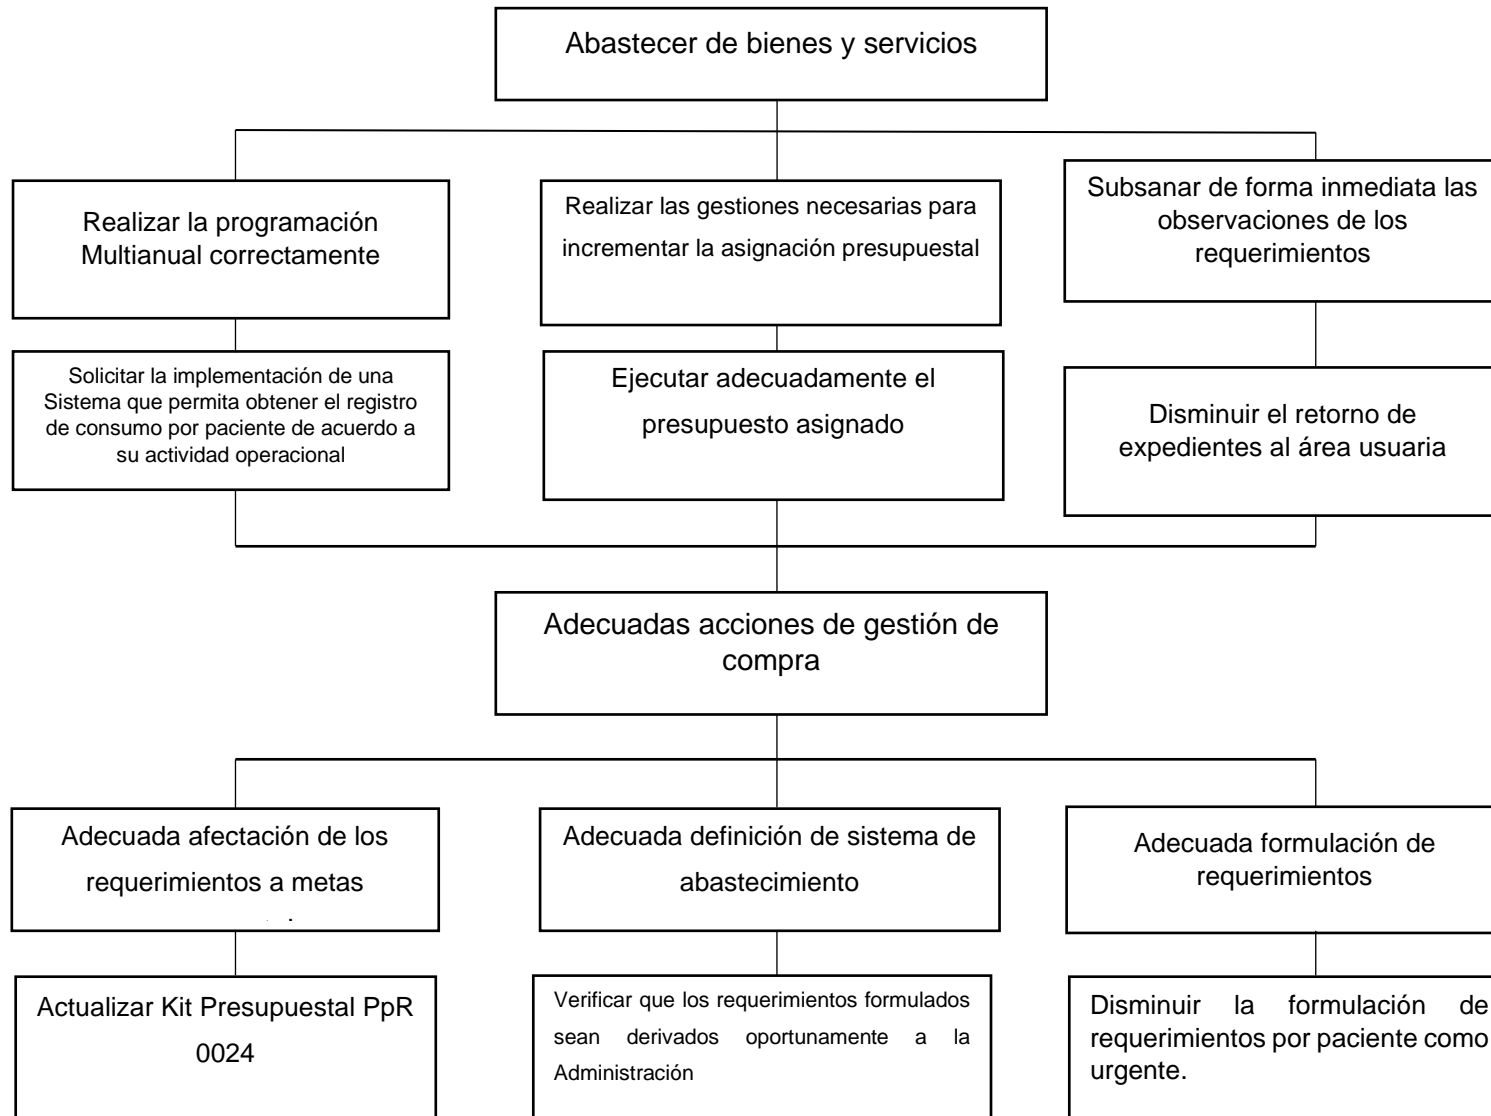 Abastecer de bienes y servicios
Realizar la programación
Multianual correctamente
Realizar las gestiones necesarias para
incrementar la asignación presupuestal
Subsanar de forma inmediata las
observaciones de los
requerimientos
Solicitar la implementación de una
Sistema que permita obtener el registro
de consumo por paciente de acuerdo a
su actividad operacional
Ejecutar adecuadamente el
presupuesto asignado
Disminuir el retorno de
expedientes al área usuaria
Adecuadas acciones de gestión de
compra
Adecuada afectación de los
requerimientos a metas
Adecuada definición de sistema de
abastecimiento
Adecuada formulación de
requerimientos
Actualizar Kit Presupuestal PpR
0024
Verificar que los requerimientos formulados
sean derivados oportunamente a la
Administración
Disminuir la formulación de
requerimientos por paciente como
urgente.